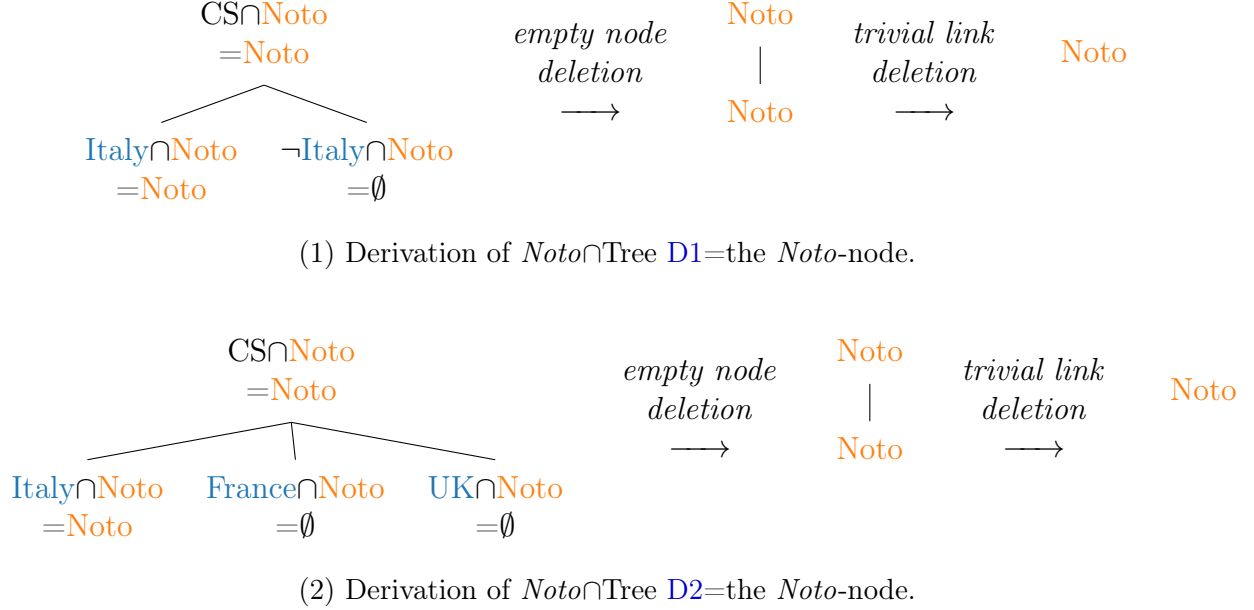 CS∩Noto
=Noto
Italy∩Noto
=Noto
¬Italy∩Noto
=∅
empty node
deletion
⟶
Noto
Noto
trivial link
deletion
⟶
Noto
(1) Derivation of Noto∩Tree D1=the Noto-node.
CS∩Noto
=Noto
Italy∩Noto
=Noto
France∩Noto
=∅
UK∩Noto
=∅
empty node
deletion
⟶
Noto
Noto
trivial link
deletion
⟶
Noto
(2) Derivation of Noto∩Tree D2=the Noto-node.